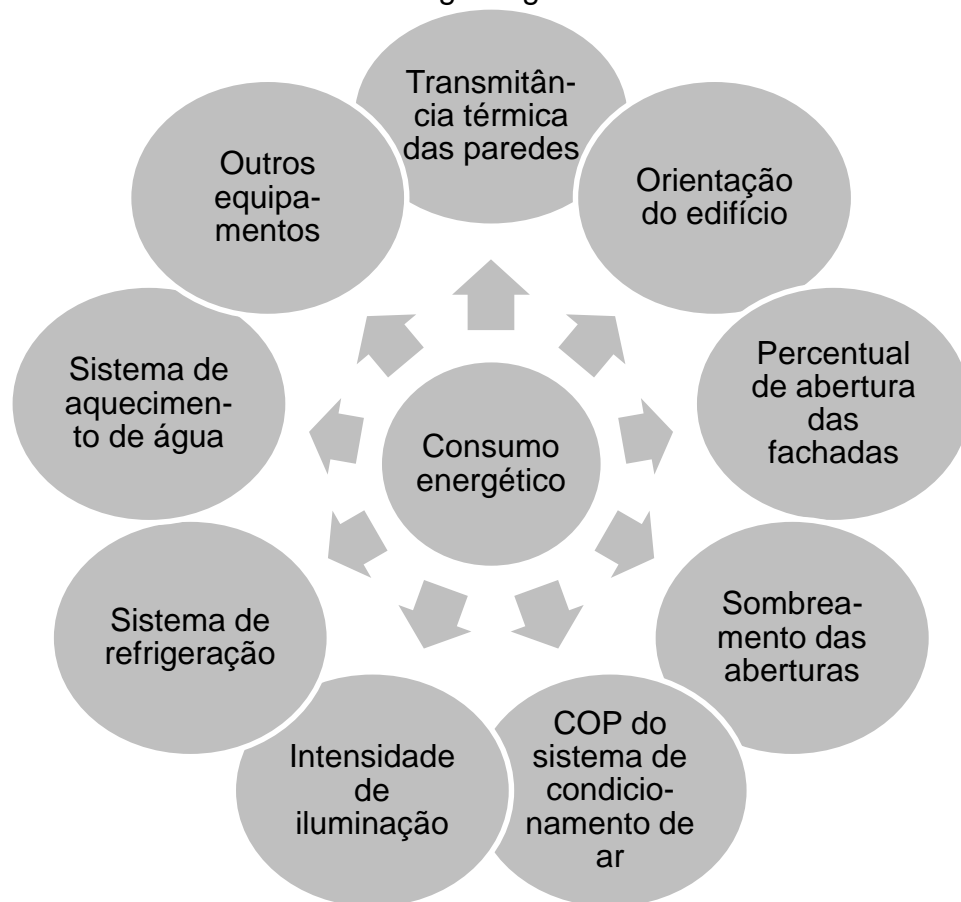 Transmitân-
cia térmica
das paredes
Orientação
do edifício
Percentual
de abertura
das
fachadas
Sombrea-
mento das
aberturas
COP do
sistema de
condicio-
namento de
ar
Intensidade
de
iluminação
Sistema de
refrigeração
Sistema de
aquecimen-
to de água
Outros
equipa-
mentos
Consumo
energético